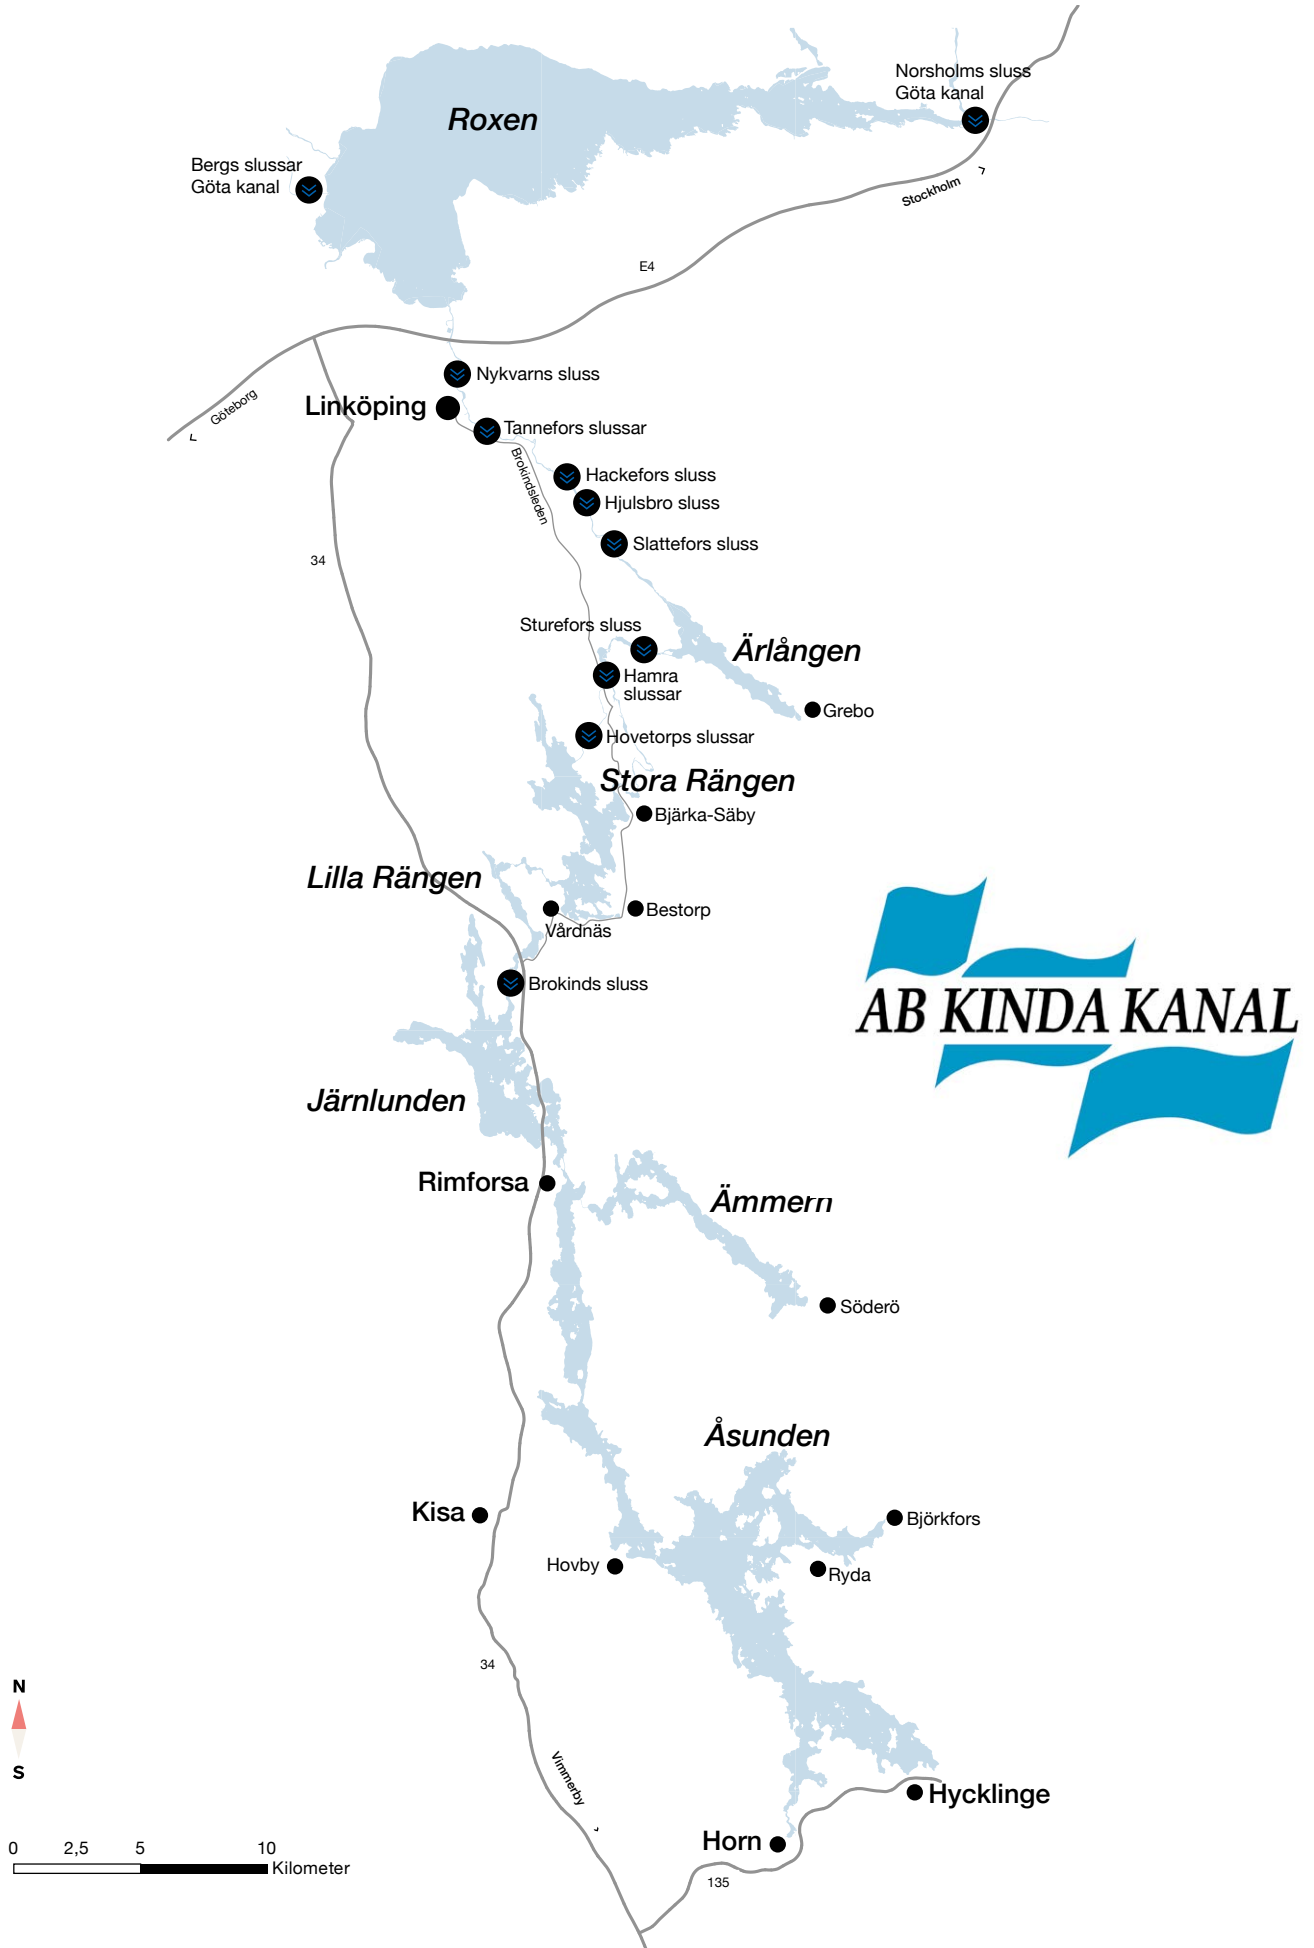 Norsholms sluss
Göta kanal
Roxen
Bergs slussar
Göta kanal
Stockholm
E4
Nykvarns sluss
Göteborg
Linköping
Tannefors slussar
Brokindsleden
Hackefors sluss
Hjulsbro sluss
Slattefors sluss
34
Sturefors sluss
Ärlången
Hamra
slussar
Grebo
Hovetorps slussar
Stora Rängen
Bjärka-Säby
Lilla Rängen
Bestorp
Vårdnäs
Brokinds sluss
AB KINDA KANAL
Järnlunden
Rimforsa
Ämmern
Söderö
Åsunden
Kisa
Björkfors
Hovby
Ryda
34
N
S
Vimmerby
Hycklinge
Horn
0 2,5 5 10
Kilometer
135